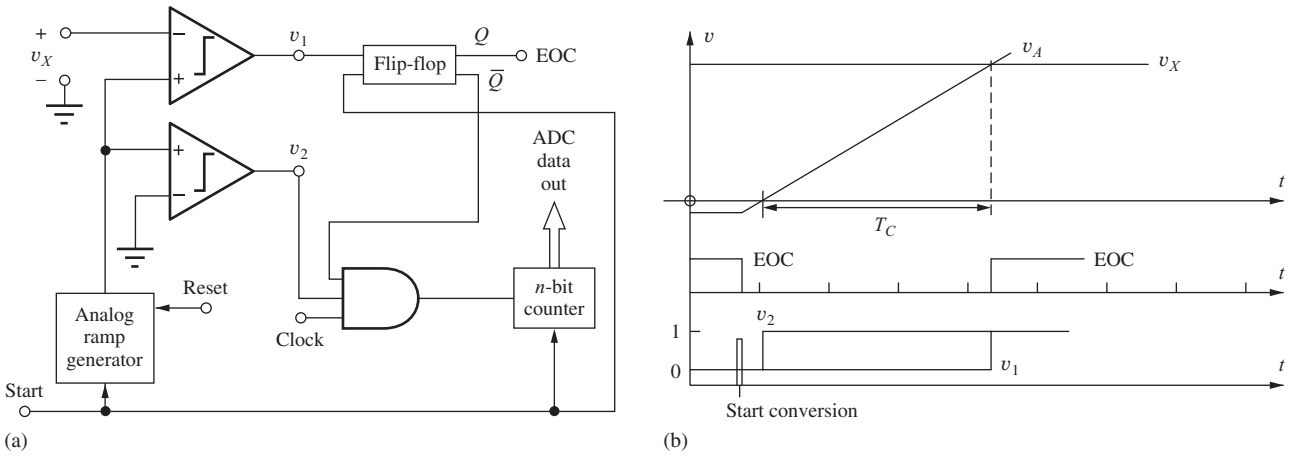 +
v_X
−
−
+
v_1
Flip-flop
Q
Q̅
EOC
+
−
v_2
ADC
data
out
Reset
Analog
ramp
generator
Clock
n-bit
counter
Start
(a)
v
v_A
v_X
t
T_C
EOC
EOC
t
v_2
1
0
v_1
t
Start conversion
(b)